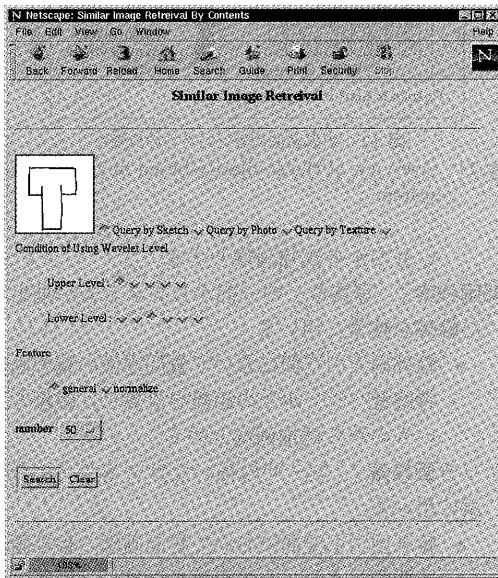 Netscape: Similar Image Retreival By Contents
File Edit View Go Window Help
Back Forward Reload Home Search Guide Print Security Stop
N
Similar Image Retreival
Query by Sketch Query by Photo Query by Texture
Condition of Using Wavelet Level
Upper Level:
Lower Level:
Feature
general normalize
number 50
Search Clear
100%